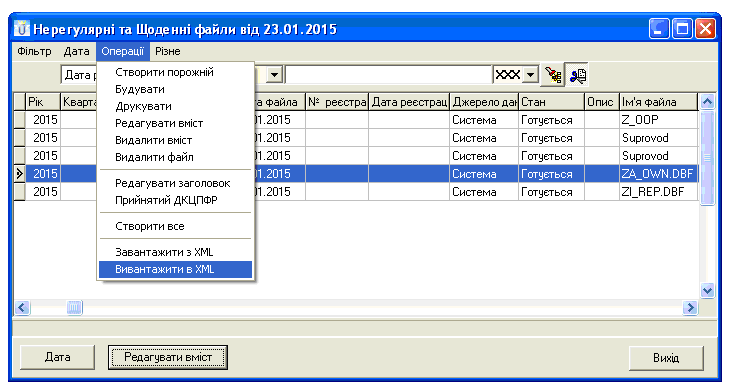 Нерегулярні та Щоденні файли від 23.01.2015
Фільтр Дата Операції Різне
Дата р XXX
Створити порожній
Будувати
Друкувати
Редагувати вміст
Видалити вміст
Видалити файл
Редагувати заголовок
Прийнятий ДКЦПФР
Створити все
Завантажити з XML
Вивантажити в XML
Рік Кварта а файла № реєстра Дата реєстрац Джерело дан Стан Опис Ім'я файла
2015 01.2015 Система Готується Z_OOP
2015 01.2015 Система Готується Suprovod
2015 01.2015 Система Готується Suprovod
2015 01.2015 Система Готується ZA_OWN.DBF
2015 01.2015 Система Готується ZI_REP.DBF
Дата Редагувати вміст Вихід